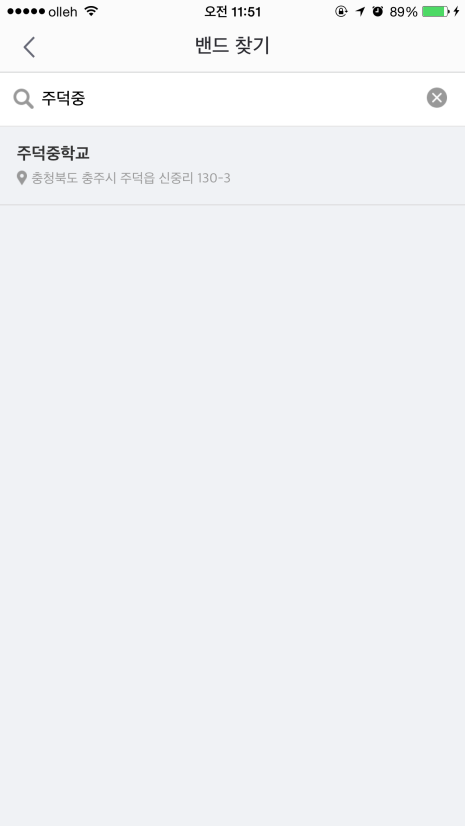 olleh 오전 11:51 89%
밴드 찾기
주덕중
주덕중학교
충청북도 충주시 주덕읍 신중리 130-3